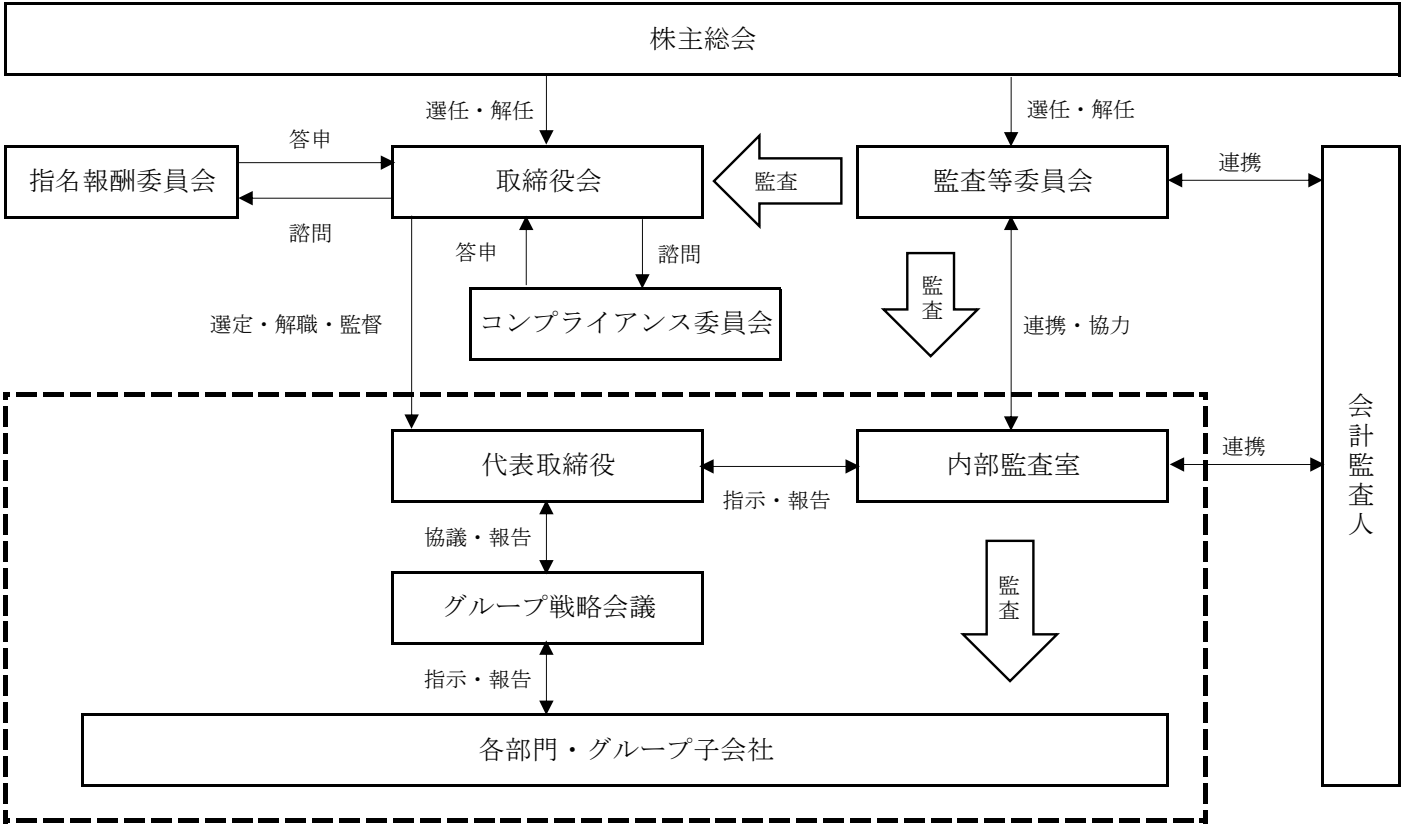 株主総会
選任・解任
選任・解任
答申
連携
指名報酬委員会
取締役会
監査
監査等委員会
諮問
答申
諮問
監査
選定・解職・監督
コンプライアンス委員会
連携・協力
会計監査人
代表取締役
内部監査室
連携
指示・報告
協議・報告
グループ戦略会議
監査
指示・報告
各部門・グループ子会社